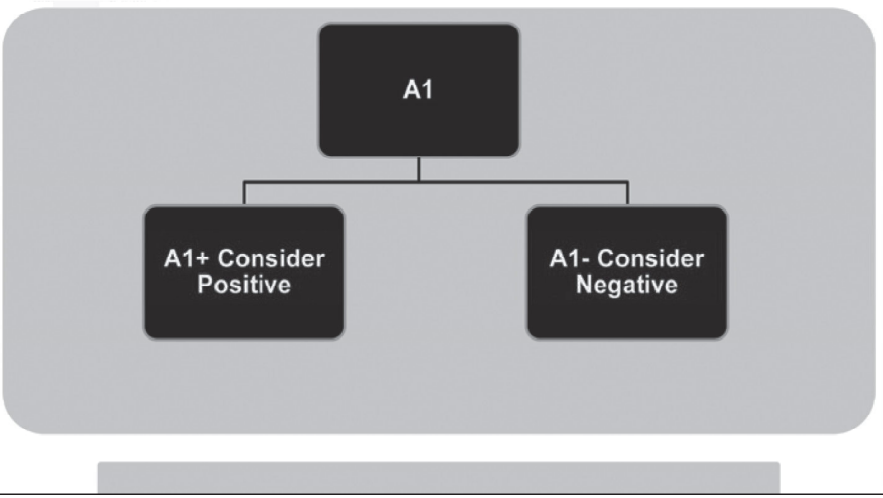 A1
A1+ Consider
Positive
A1- Consider
Negative